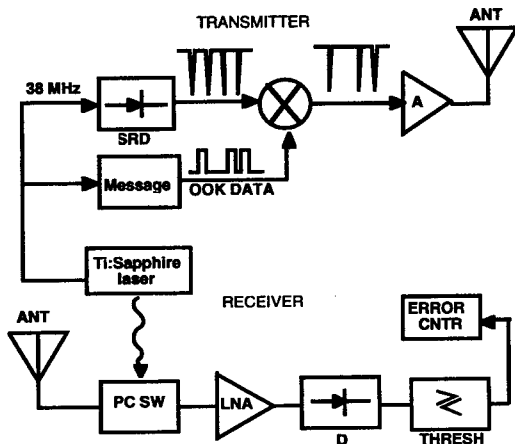 TRANSMITTER
ANT
38 MHz
SRD
A
Message
OOK DATA
Ti:Sapphire
laser
RECEIVER
ANT
ERROR
CNTR
PC SW
LNA
D
THRESH